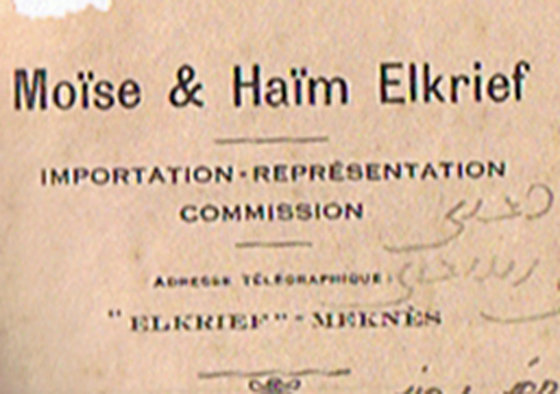 Moïse & Haïm Elkrief
IMPORTATION - REPRÉSENTATION
COMMISSION
ADRESSE TÉLÉGRAPHIQUE :
"ELKRIEF" - MEKNÈS